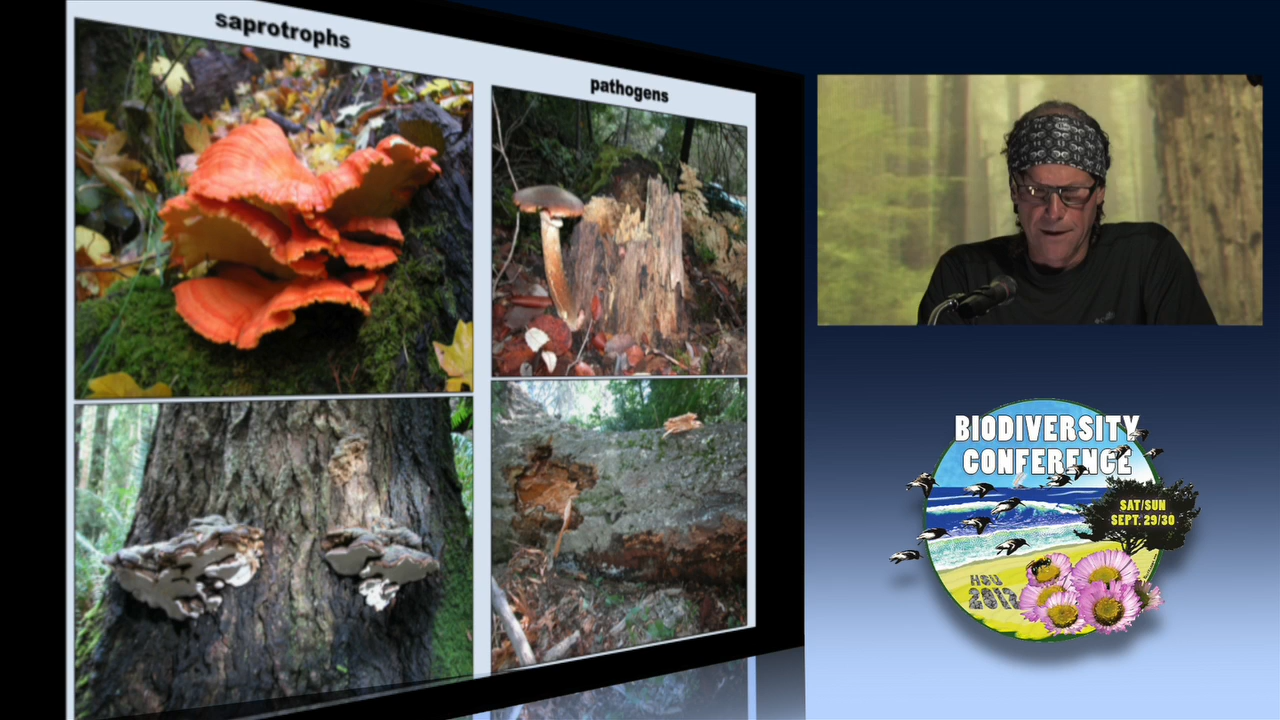 saprotrophs
pathogens
BIODIVERSITY
CONFERENCE
SAT/SUN
SEPT. 29/30
HSU
2012